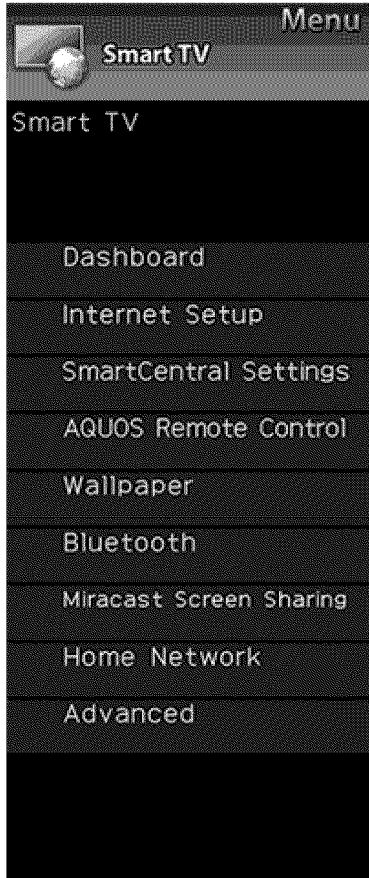 Menu
Smart TV
Smart TV
Dashboard
Internet Setup
SmartCentral Settings
AQUOS Remote Control
Wallpaper
Bluetooth
Miracast Screen Sharing
Home Network
Advanced